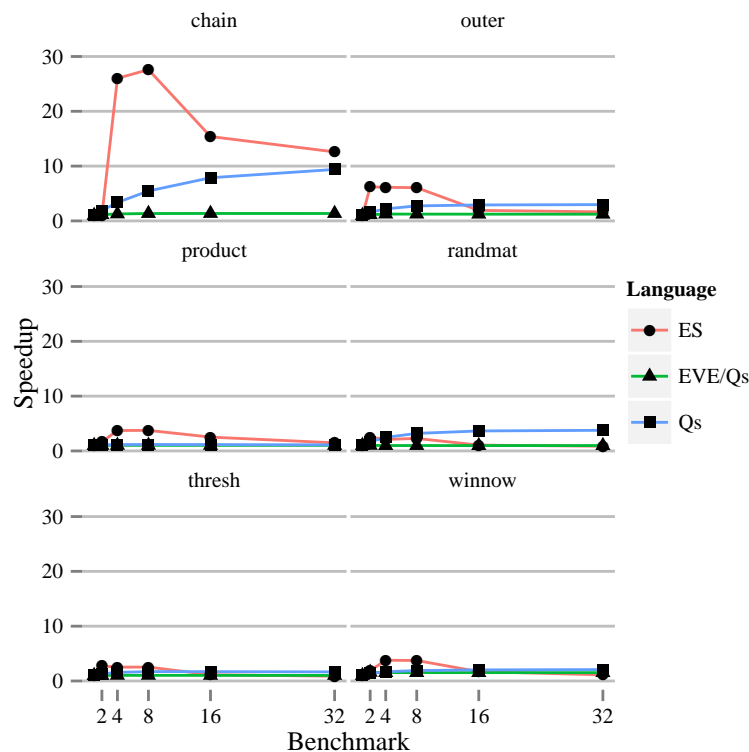 chain outer
30
20
10
0
product randmat
30
20
10
0
thresh winnow
30
20
10
0
2 4 8 16 32 2 4 8 16 32
Benchmark
Speedup
Language
ES
EVE/Qs
Qs